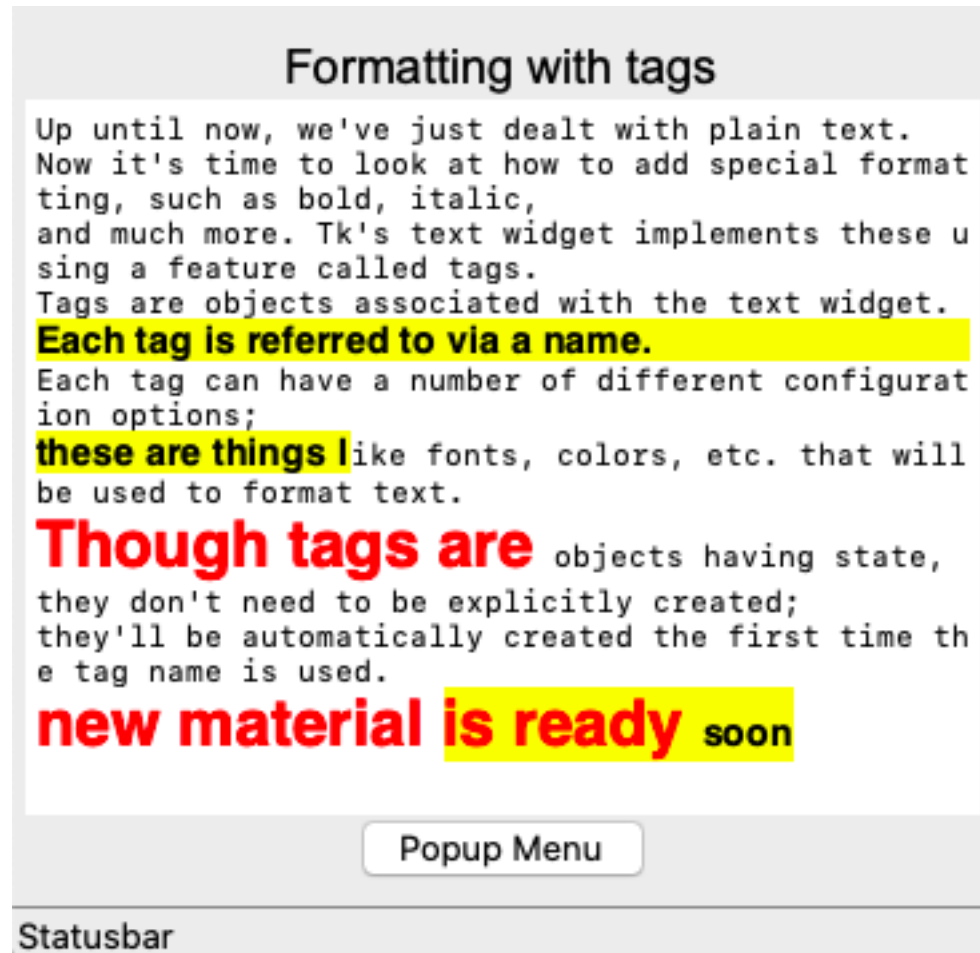 Formatting with tags
Up until now, we've just dealt with plain text.
Now it's time to look at how to add special format
ting, such as bold, italic,
and much more. Tk's text widget implements these u
sing a feature called tags.
Tags are objects associated with the text widget.
Each tag is referred to via a name.
Each tag can have a number of different configurat
ion options;
these are things like fonts, colors, etc. that will
be used to format text.
Though tags are objects having state,
they don't need to be explicitly created;
they'll be automatically created the first time th
e tag name is used.
new material is ready soon
Popup Menu
Statusbar